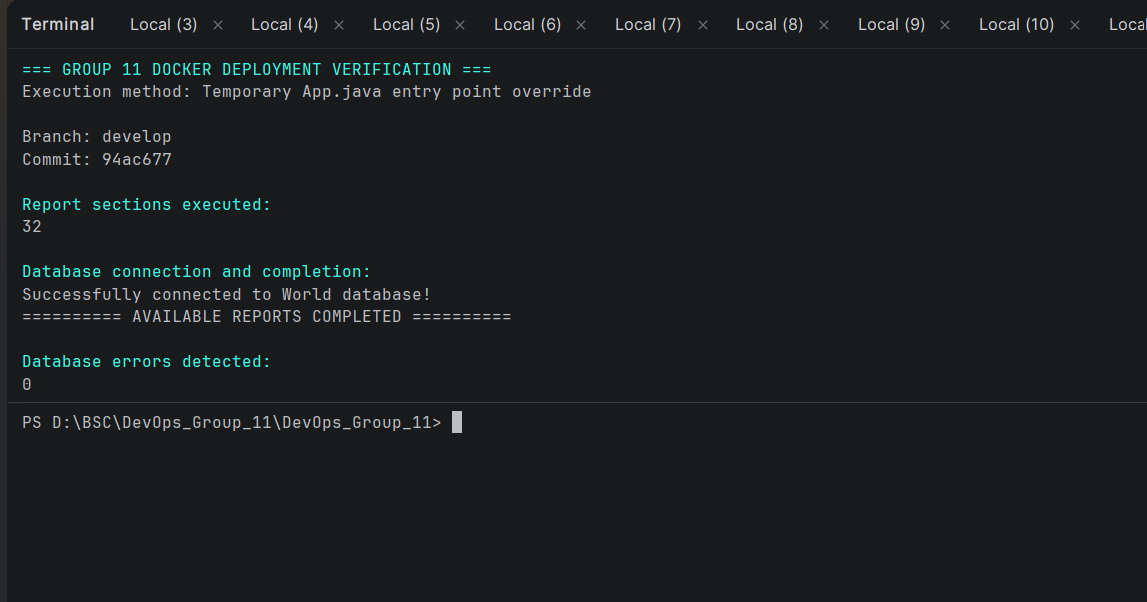 Terminal Local (3) × Local (4) × Local (5) × Local (6) × Local (7) × Local (8) × Local (9) × Local (10) × Local
=== GROUP 11 DOCKER DEPLOYMENT VERIFICATION ===
Execution method: Temporary App.java entry point override
Branch: develop
Commit: 94ac677
Report sections executed:
32
Database connection and completion:
Successfully connected to World database!
========== AVAILABLE REPORTS COMPLETED ==========
Database errors detected:
0
PS D:\BSC\DevOps_Group_11\DevOps_Group_11>